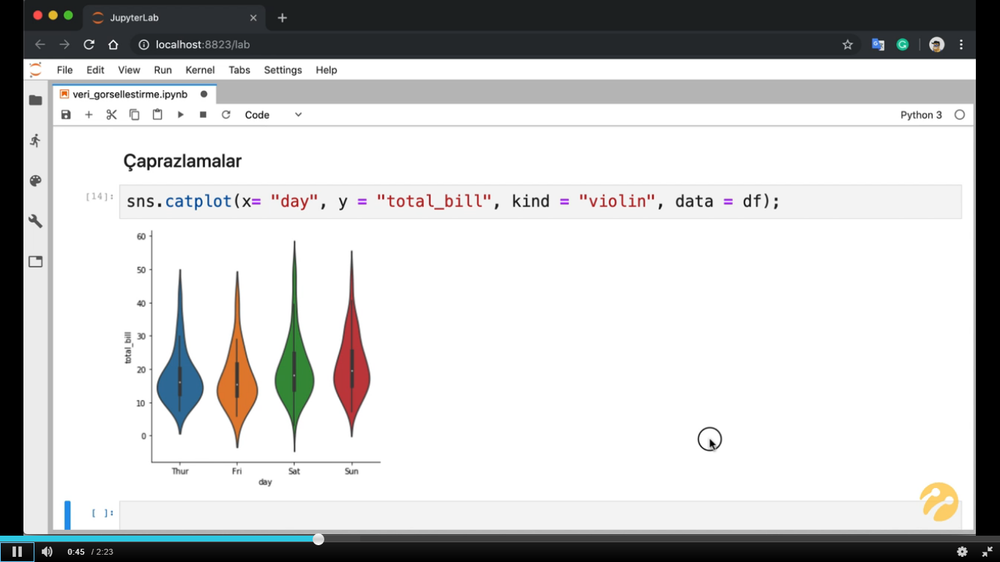 JupyterLab
localhost:8823/lab
File Edit View Run Kernel Tabs Settings Help
veri_gorsellestirme.ipynb
Code
Python 3
Çaprazlamalar
[14]: sns.catplot(x= "day", y = "total_bill", kind = "violin", data = df);
60
50
40
30
20
10
0
total_bill
Thur Fri Sat Sun
day
[ ]:
0:45 / 2:23